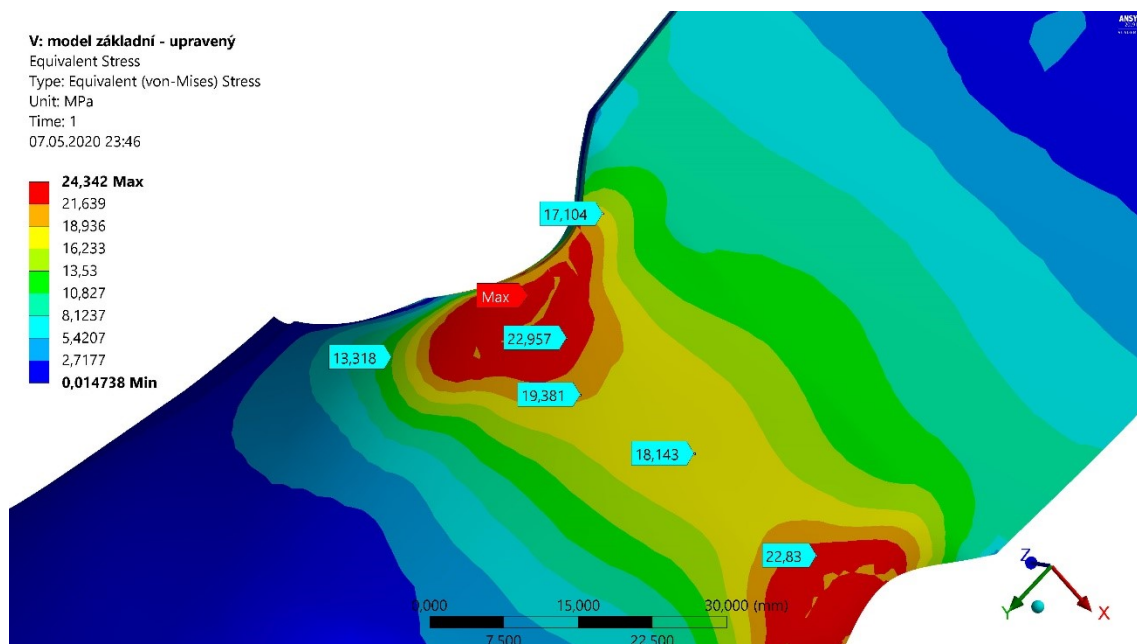 V: model základní - upravený
Equivalent Stress
Type: Equivalent (von-Mises) Stress
Unit: MPa
Time: 1
07.05.2020 23:46
24,342 Max
21,639
18,936
16,233
13,53
10,827
8,1237
5,4207
2,7177
0,014738 Min
17,104
Max
22,957
13,318
19,381
18,143
22,83
0,000
15,000
30,000 (mm)
7,500
22,500
Z
Y
X